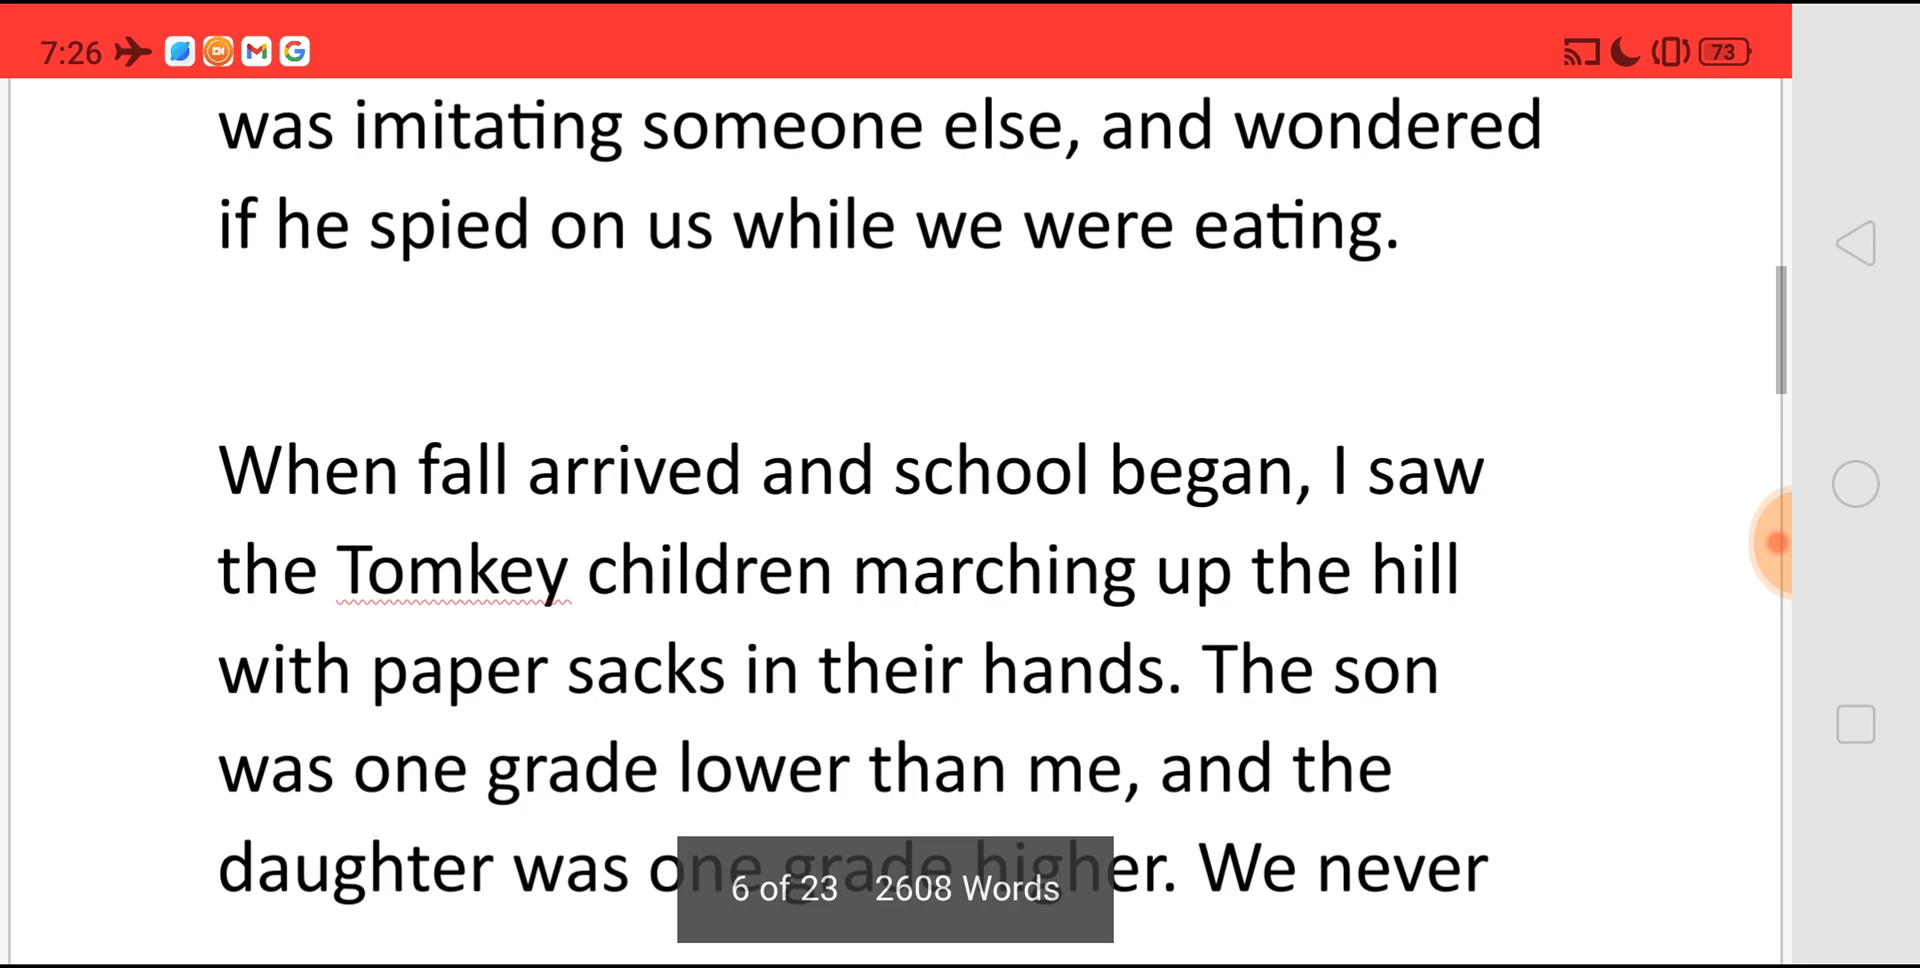 7:26 73
was imitating someone else, and wondered
if he spied on us while we were eating.
When fall arrived and school began, I saw
the Tomkey children marching up the hill
with paper sacks in their hands. The son
was one grade lower than me, and the
daughter was one grade higher. We never
6 of 23 2608 Words